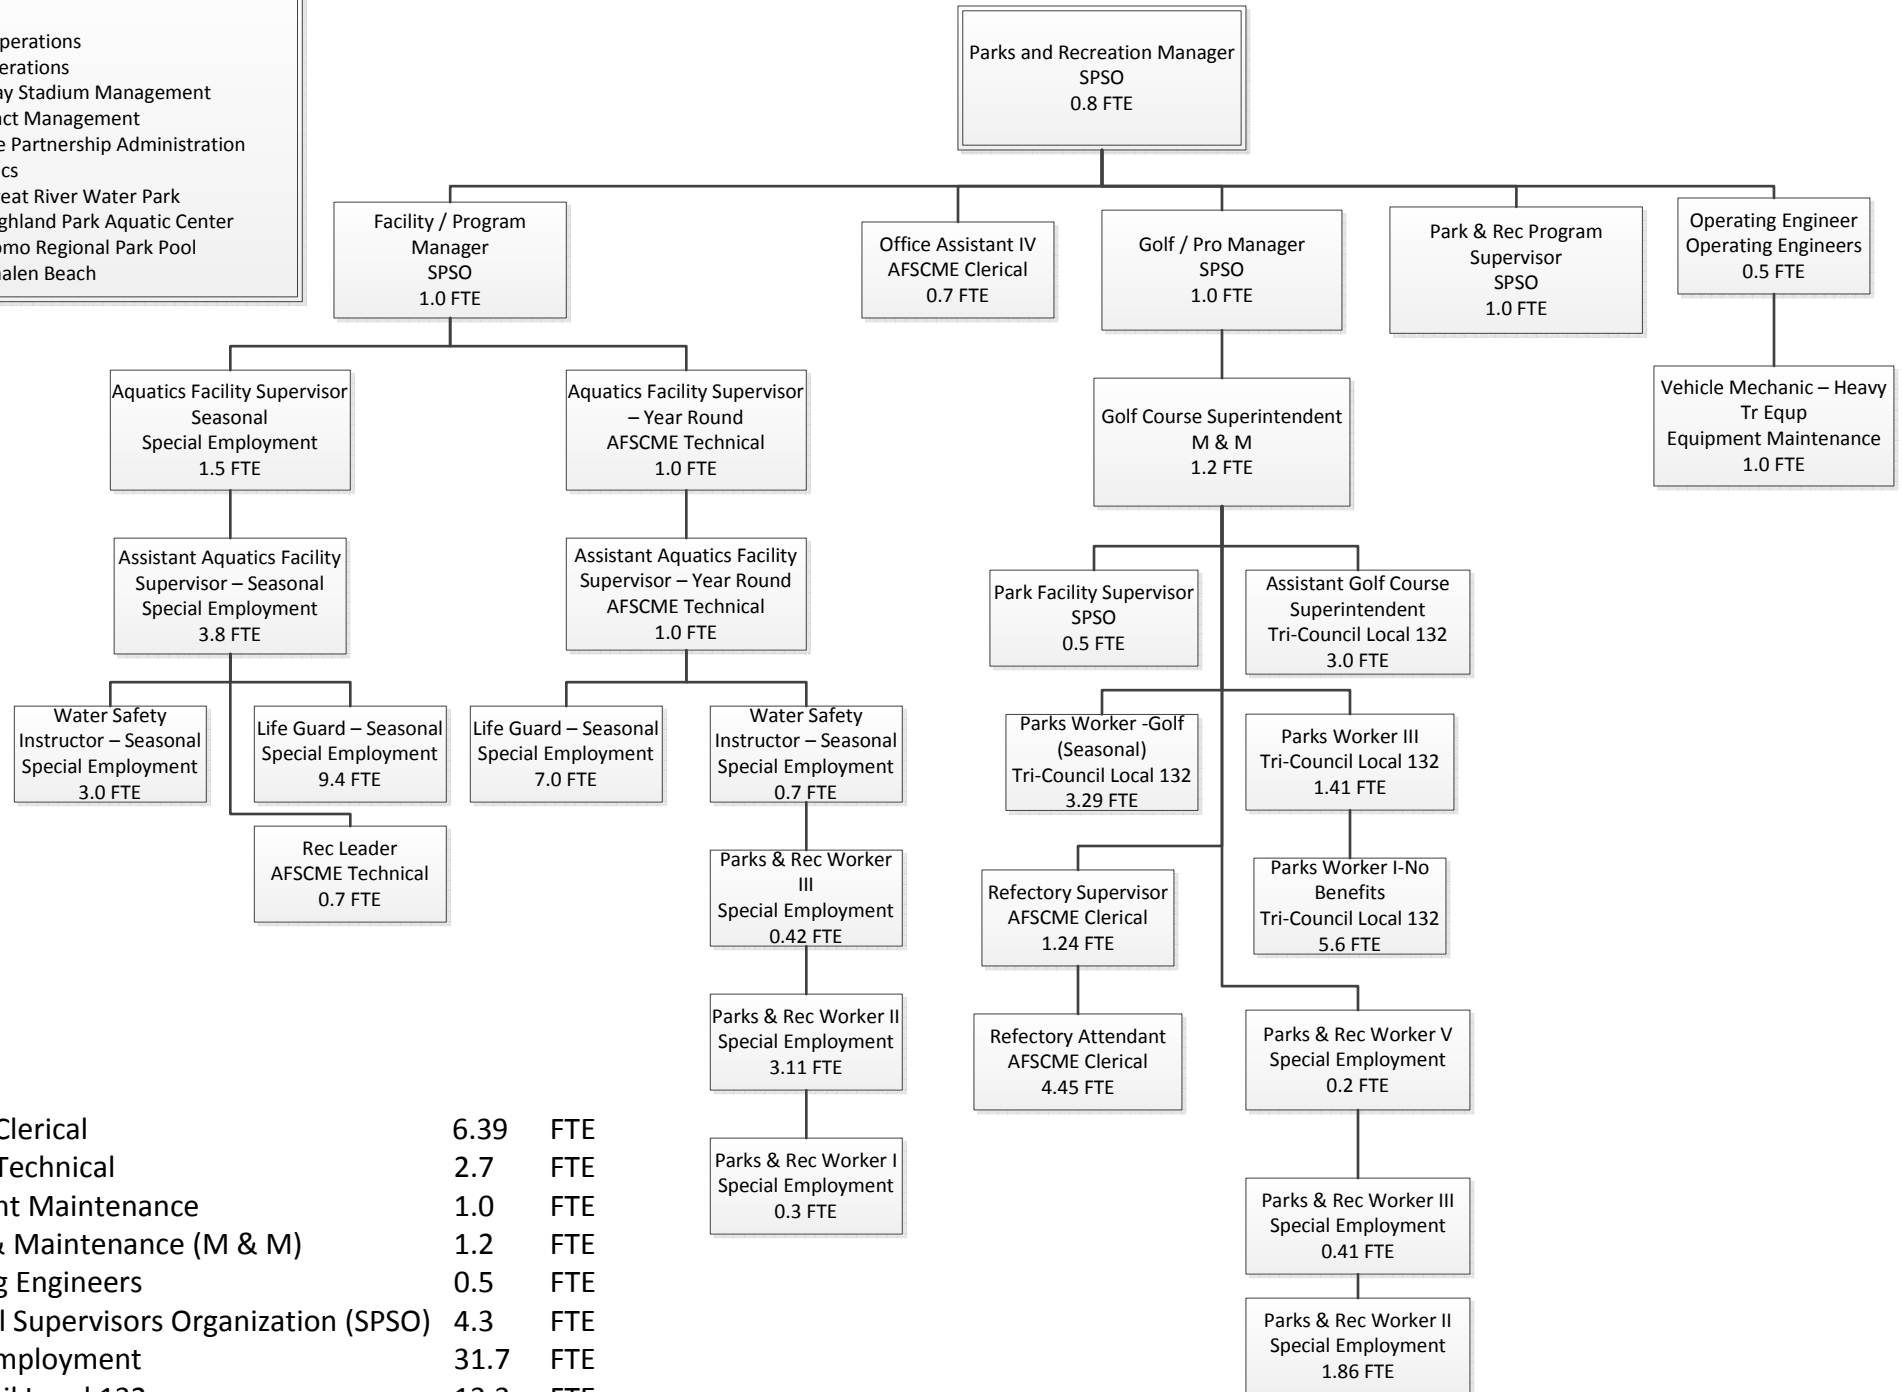 perations
erations
ay Stadium Management
act Management
e Partnership Administration
ics
reat River Water Park
ighland Park Aquatic Center
omo Regional Park Pool
halen Beach
Parks and Recreation Manager
SPSO
0.8 FTE
Facility / Program
Manager
SPSO
1.0 FTE
Office Assistant IV
AFSCME Clerical
0.7 FTE
Golf / Pro Manager
SPSO
1.0 FTE
Park & Rec Program
Supervisor
SPSO
1.0 FTE
Operating Engineer
Operating Engineers
0.5 FTE
Aquatics Facility Supervisor
Seasonal
Special Employment
1.5 FTE
Aquatics Facility Supervisor
– Year Round
AFSCME Technical
1.0 FTE
Golf Course Superintendent
M & M
1.2 FTE
Vehicle Mechanic – Heavy
Tr Equp
Equipment Maintenance
1.0 FTE
Assistant Aquatics Facility
Supervisor – Seasonal
Special Employment
3.8 FTE
Assistant Aquatics Facility
Supervisor – Year Round
AFSCME Technical
1.0 FTE
Park Facility Supervisor
SPSO
0.5 FTE
Assistant Golf Course
Superintendent
Tri-Council Local 132
3.0 FTE
Water Safety
Instructor – Seasonal
Special Employment
3.0 FTE
Life Guard – Seasonal
Special Employment
9.4 FTE
Life Guard – Seasonal
Special Employment
7.0 FTE
Water Safety
Instructor – Seasonal
Special Employment
0.7 FTE
Parks Worker -Golf
(Seasonal)
Tri-Council Local 132
3.29 FTE
Parks Worker III
Tri-Council Local 132
1.41 FTE
Rec Leader
AFSCME Technical
0.7 FTE
Parks & Rec Worker
III
Special Employment
0.42 FTE
Refectory Supervisor
AFSCME Clerical
1.24 FTE
Parks Worker I-No
Benefits
Tri-Council Local 132
5.6 FTE
Parks & Rec Worker II
Special Employment
3.11 FTE
Refectory Attendant
AFSCME Clerical
4.45 FTE
Parks & Rec Worker V
Special Employment
0.2 FTE
Parks & Rec Worker I
Special Employment
0.3 FTE
Parks & Rec Worker III
Special Employment
0.41 FTE
Parks & Rec Worker II
Special Employment
1.86 FTE
Clerical 6.39 FTE
Technical 2.7 FTE
nt Maintenance 1.0 FTE
& Maintenance (M & M) 1.2 FTE
g Engineers 0.5 FTE
l Supervisors Organization (SPSO) 4.3 FTE
mployment 31.7 FTE